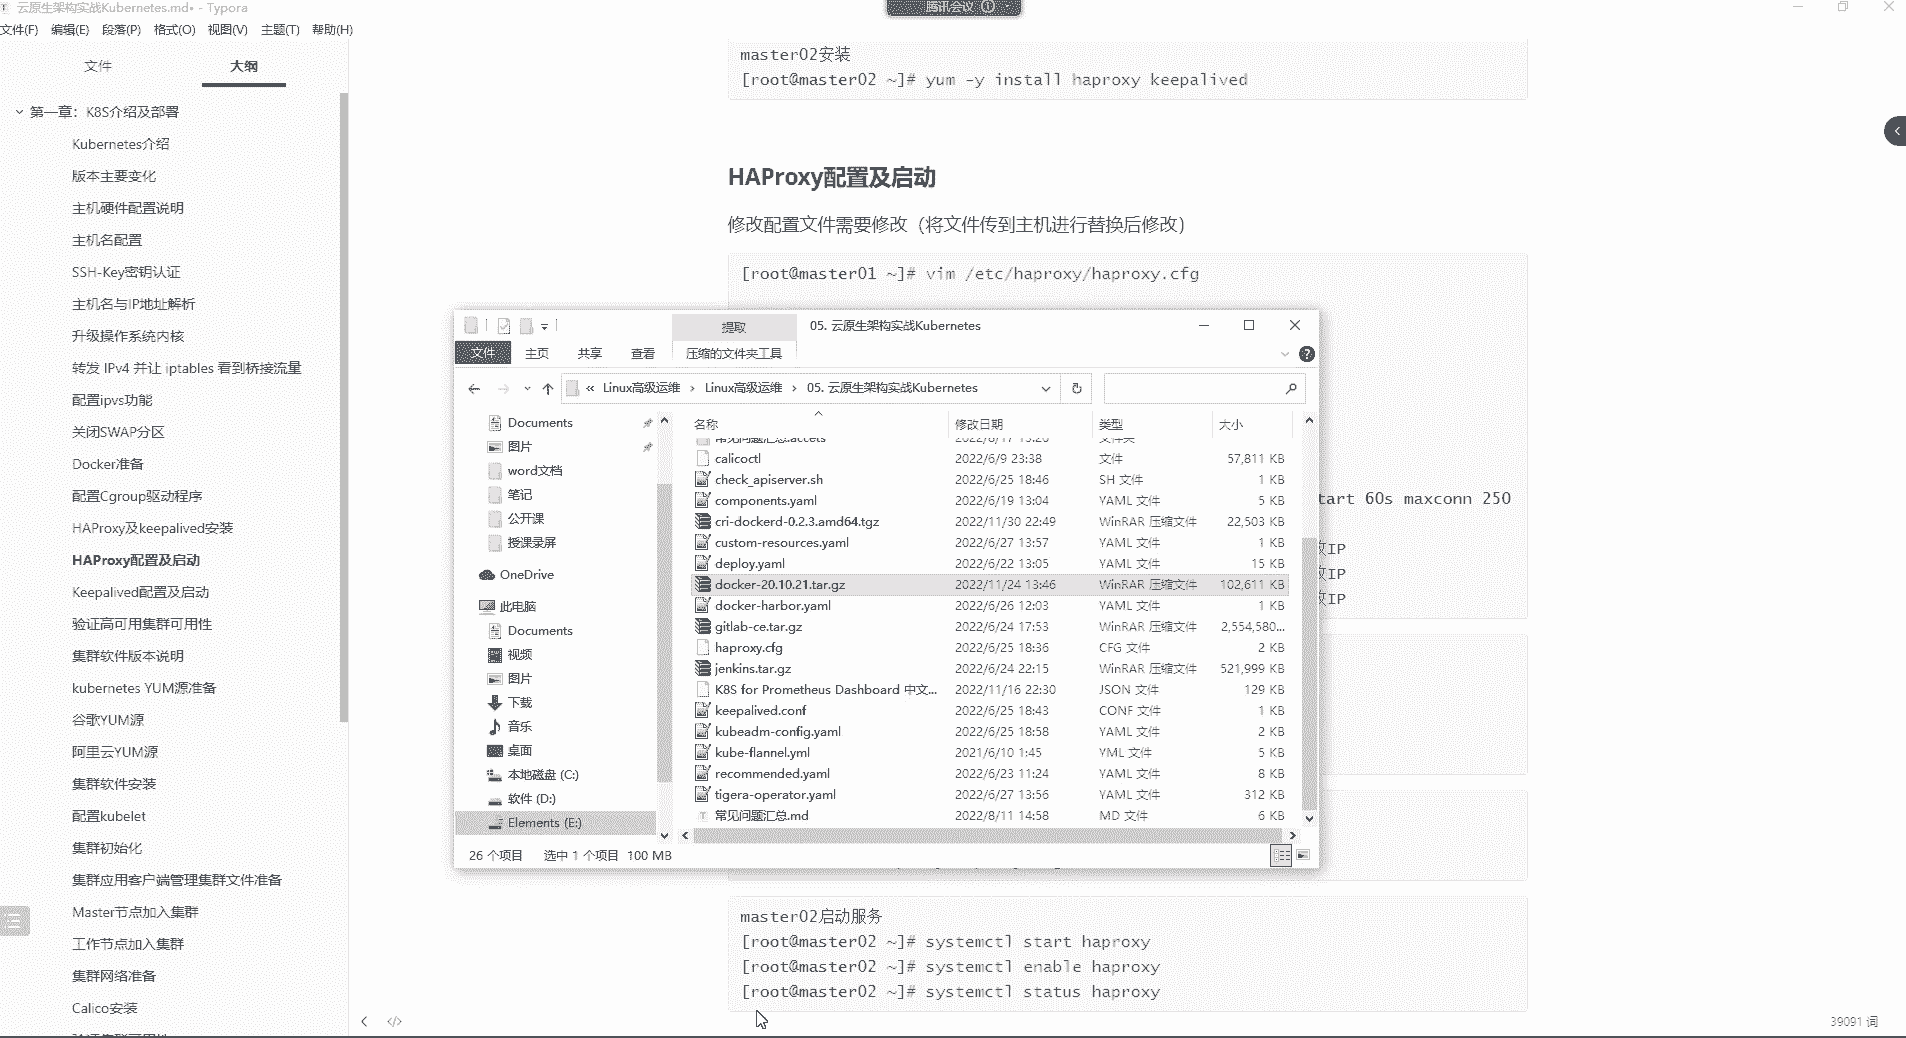 云原生架构实战Kubernetes.md• - Typora
腾讯会议
文件(F) 编辑(E) 段落(P) 格式(O) 视图(V) 主题(T) 帮助(H)
文件 大纲
第一章：K8S介绍及部署
Kubernetes介绍
版本主要变化
主机硬件配置说明
主机名配置
SSH-Key密钥认证
主机名与IP地址解析
升级操作系统内核
转发 IPv4 并让 iptables 看到桥接流量
配置ipvs功能
关闭SWAP分区
Docker准备
配置Cgroup驱动程序
HAProxy及keepalived安装
HAProxy配置及启动
Keepalived配置及启动
验证高可用集群可用性
集群软件版本说明
kubernetes YUM源准备
谷歌YUM源
阿里云YUM源
集群软件安装
配置kubelet
集群初始化
集群应用客户端管理集群文件准备
Master节点加入集群
工作节点加入集群
集群网络准备
Calico安装
master02安装
[root@master02 ~]# yum -y install haproxy keepalived
HAProxy配置及启动
修改配置文件需要修改（将文件传到主机进行替换后修改）
[root@master01 ~]# vim /etc/haproxy/haproxy.cfg
tart 60s maxconn 250
改IP
改IP
改IP
提取 05. 云原生架构实战Kubernetes
文件 主页 共享 查看 压缩的文件夹工具
« Linux高级运维 › Linux高级运维 › 05. 云原生架构实战Kubernetes
Documents
图片
word文档
笔记
公开课
授课录屏
OneDrive
此电脑
Documents
视频
图片
下载
音乐
桌面
本地磁盘 (C:)
软件 (D:)
Elements (E:)
名称 修改日期 类型 大小
常见问题汇总.assets 2022/8/17 15:20 文件夹
calicoctl 2022/6/9 23:38 文件 57,811 KB
check_apiserver.sh 2022/6/25 18:46 SH 文件 1 KB
components.yaml 2022/6/19 13:04 YAML 文件 5 KB
cri-dockerd-0.2.3.amd64.tgz 2022/11/30 22:49 WinRAR 压缩文件 22,503 KB
custom-resources.yaml 2022/6/27 13:57 YAML 文件 1 KB
deploy.yaml 2022/6/22 13:05 YAML 文件 15 KB
docker-20.10.21.tar.gz 2022/11/24 13:46 WinRAR 压缩文件 102,611 KB
docker-harbor.yaml 2022/6/26 12:03 YAML 文件 1 KB
gitlab-ce.tar.gz 2022/6/24 17:53 WinRAR 压缩文件 2,554,580...
haproxy.cfg 2022/6/25 18:36 CFG 文件 2 KB
jenkins.tar.gz 2022/6/24 22:15 WinRAR 压缩文件 521,999 KB
K8S for Prometheus Dashboard 中文... 2022/11/16 22:30 JSON 文件 129 KB
keepalived.conf 2022/6/25 18:43 CONF 文件 1 KB
kubeadm-config.yaml 2022/6/25 18:58 YAML 文件 2 KB
kube-flannel.yml 2021/6/10 1:45 YML 文件 5 KB
recommended.yaml 2022/6/23 11:24 YAML 文件 8 KB
tigera-operator.yaml 2022/6/27 13:56 YAML 文件 312 KB
常见问题汇总.md 2022/8/11 14:58 MD 文件 6 KB
26 个项目 选中 1 个项目 100 MB
master02启动服务
[root@master02 ~]# systemctl start haproxy
[root@master02 ~]# systemctl enable haproxy
[root@master02 ~]# systemctl status haproxy
39091 词